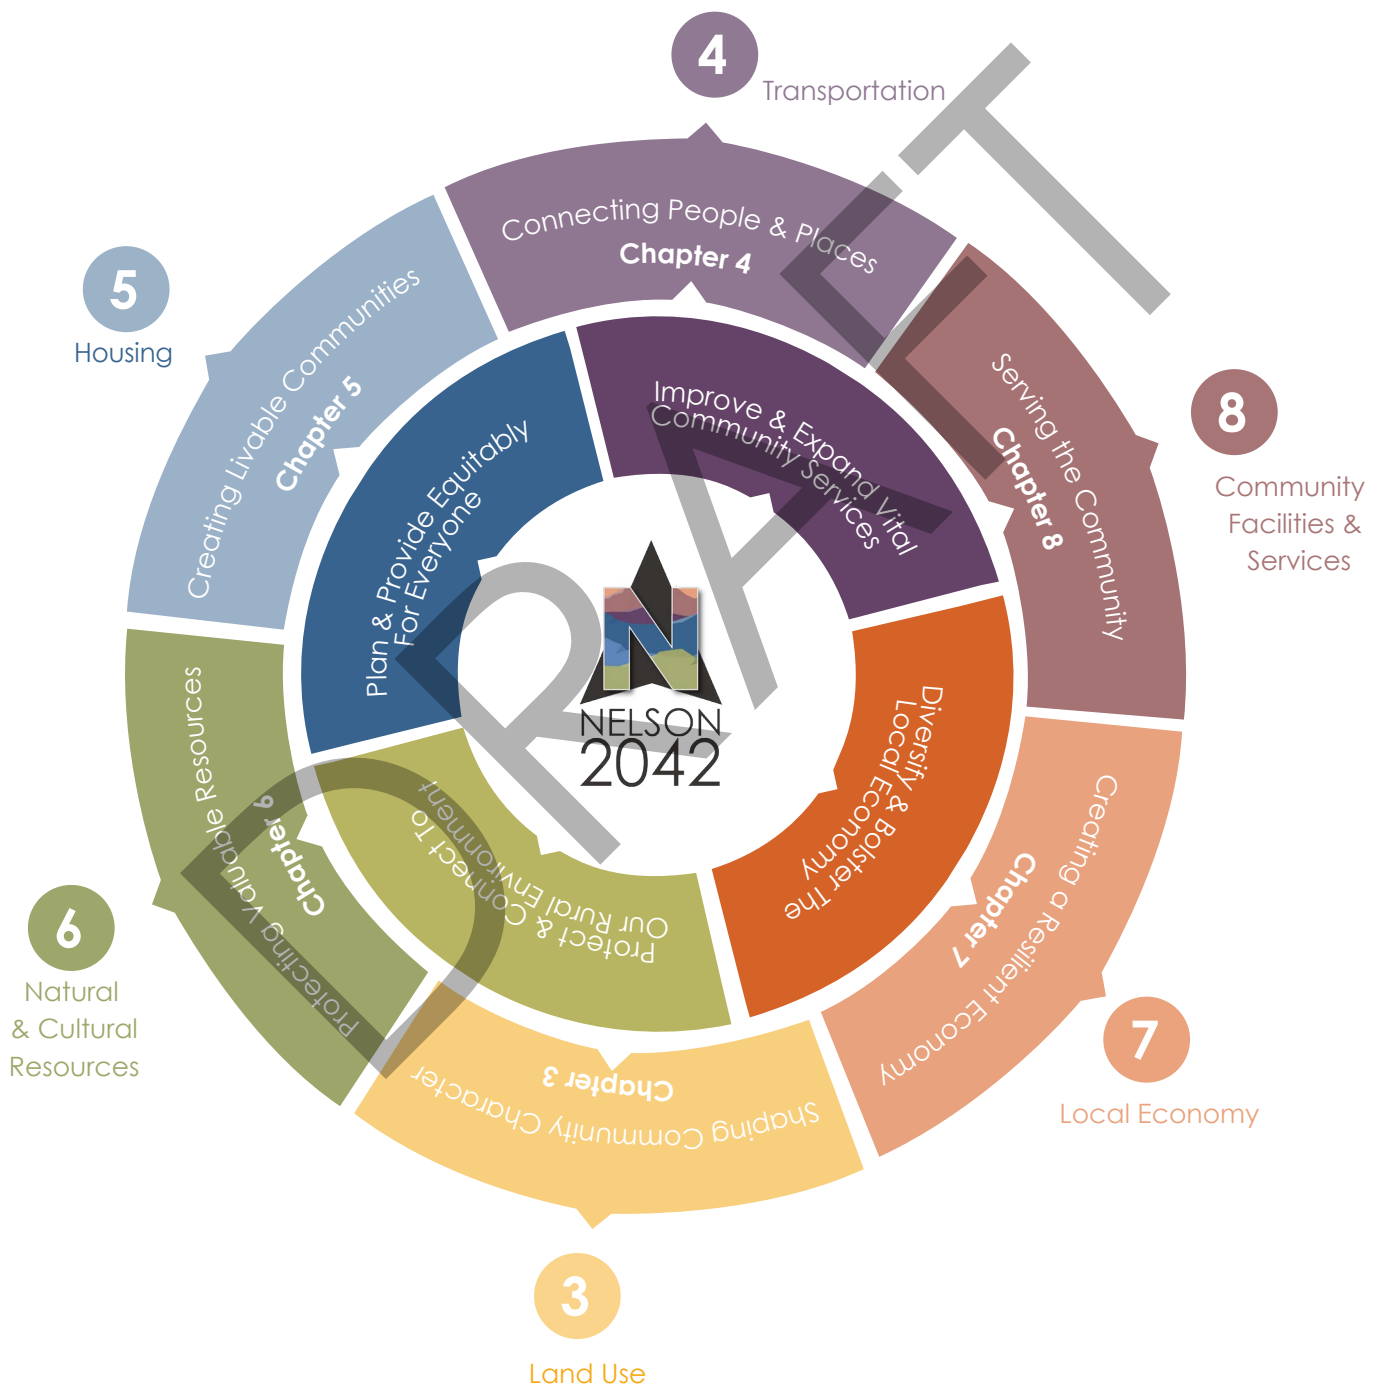 4
Transportation
Connecting People & Places
Chapter 4
5
Housing
Creating Livable Communities
Chapter 5
8
Community
Facilities &
Services
Serving the Community
Chapter 8
Improve & Expand Vital
Community Services
Plan & Provide Equitably
For Everyone
NELSON
2042
Diversify & Bolster The
Local Economy
Protect & Connect To
Our Rural Environment
6
Natural
& Cultural
Resources
Protecting Valuable Resources
Chapter 6
7
Local Economy
Creating a Resilient Economy
Chapter 7
Chapter 3
Shaping Community Character
3
Land Use
DRAFT